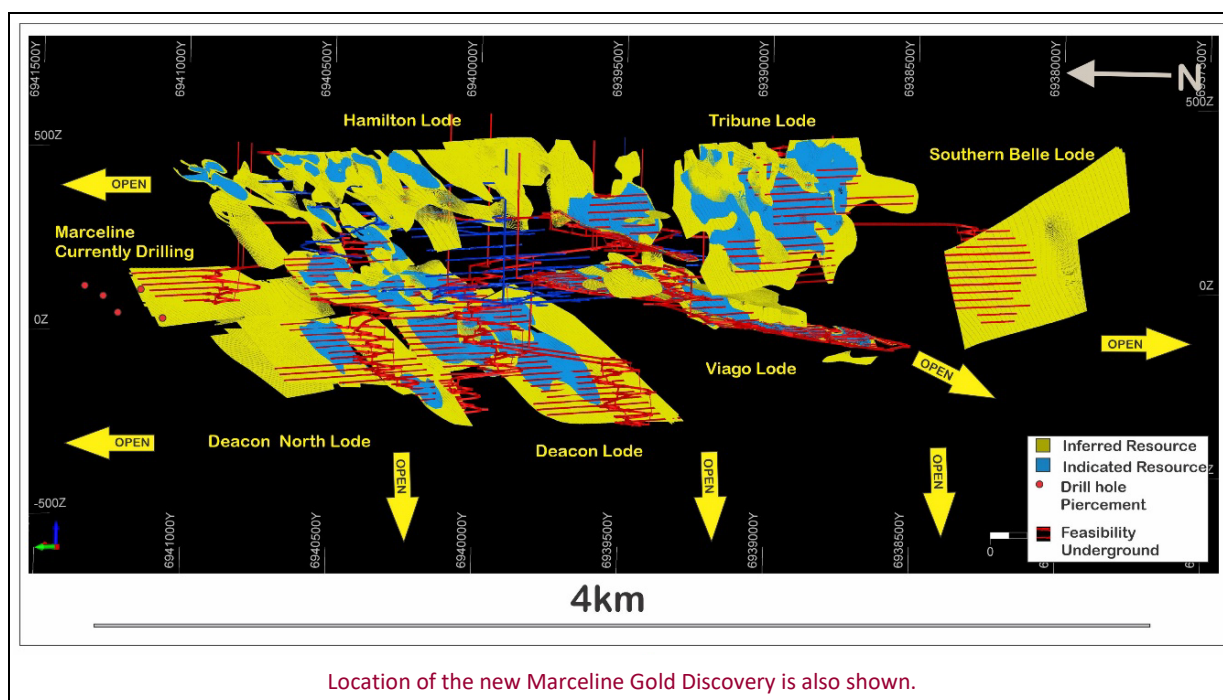 6941500Y
6941000Y
6940500Y
6940000Y
6939500Y
6939000Y
6938500Y
6938000Y
N
500Z
500Z
Hamilton Lode
Tribune Lode
Southern Belle Lode
OPEN
Marceline
Currently Drilling
0Z
0Z
OPEN
Viago Lode
OPEN
Deacon North Lode
Deacon Lode
OPEN
OPEN
OPEN
OPEN
Inferred Resource
Indicated Resource
Drill hole
Piercement
Feasibility
Underground
-500Z
0
6941000Y
6940500Y
6940000Y
6939500Y
6939000Y
6938500Y
4km
Location of the new Marceline Gold Discovery is also shown.